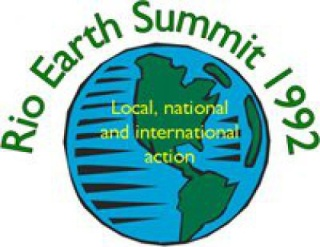 Rio Earth Summit 1992
Local, national
and international
action